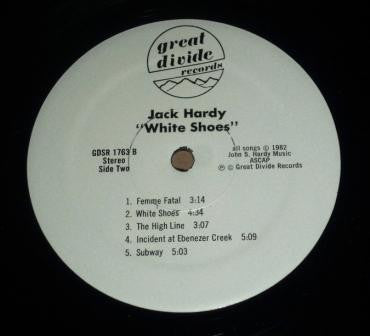 great
divide
records
Jack Hardy
"White Shoes"
GDSR 1763 B
Stereo
Side Two
all songs © 1982
John S. Hardy Music
ASCAP
℗ © Great Divide Records
1. Femme Fatal 3:14
2. White Shoes 4:34
3. The High Line 3:07
4. Incident at Ebenezer Creek 5:09
5. Subway 5:03